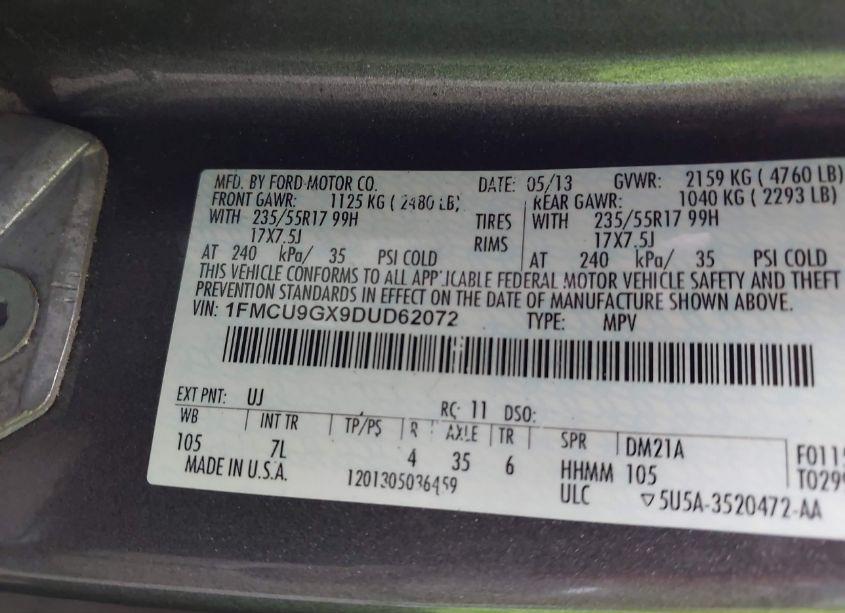 MFD. BY FORD MOTOR CO. DATE: 05/13 GVWR: 2159 KG ( 4760 LB)
FRONT GAWR: 1125 KG ( 2480 LB) REAR GAWR: 1040 KG ( 2293 LB)
WITH 235/55R17 99H TIRES WITH 235/55R17 99H
17X7.5J RIMS 17X7.5J
AT 240 kPa/ 35 PSI COLD AT 240 kPa/ 35 PSI COLD
THIS VEHICLE CONFORMS TO ALL APPLICABLE FEDERAL MOTOR VEHICLE SAFETY AND THEFT
PREVENTION STANDARDS IN EFFECT ON THE DATE OF MANUFACTURE SHOWN ABOVE.
VIN: 1FMCU9GX9DUD62072 TYPE: MPV
EXT PNT: UJ RC: 11 DSO:
WB INT TR TP/PS R AXLE TR SPR DM21A F0115
105 7L 4 35 6 HHMM 105 T0299
MADE IN U.S.A. 1201305036459 ULC ▽5U5A-3520472-AA